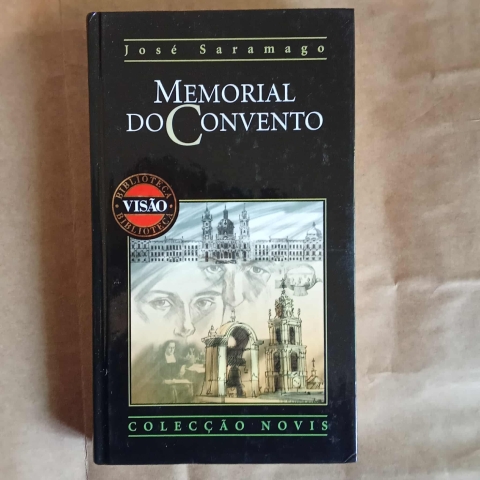 José Saramago
MEMORIAL
DO CONVENTO
BIBLIOTECA
VISÃO
BIBLIOTECA
COLECÇÃO NOVIS